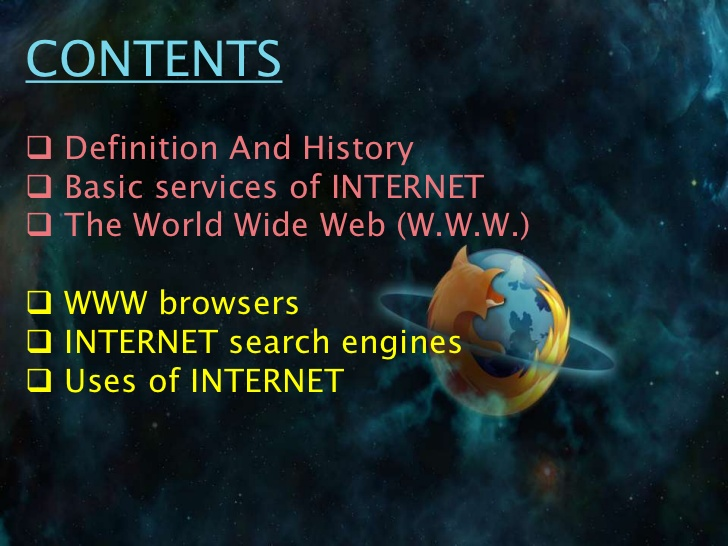 CONTENTS
❑ Definition And History
❑ Basic services of INTERNET
❑ The World Wide Web (W.W.W.)
❑ WWW browsers
❑ INTERNET search engines
❑ Uses of INTERNET